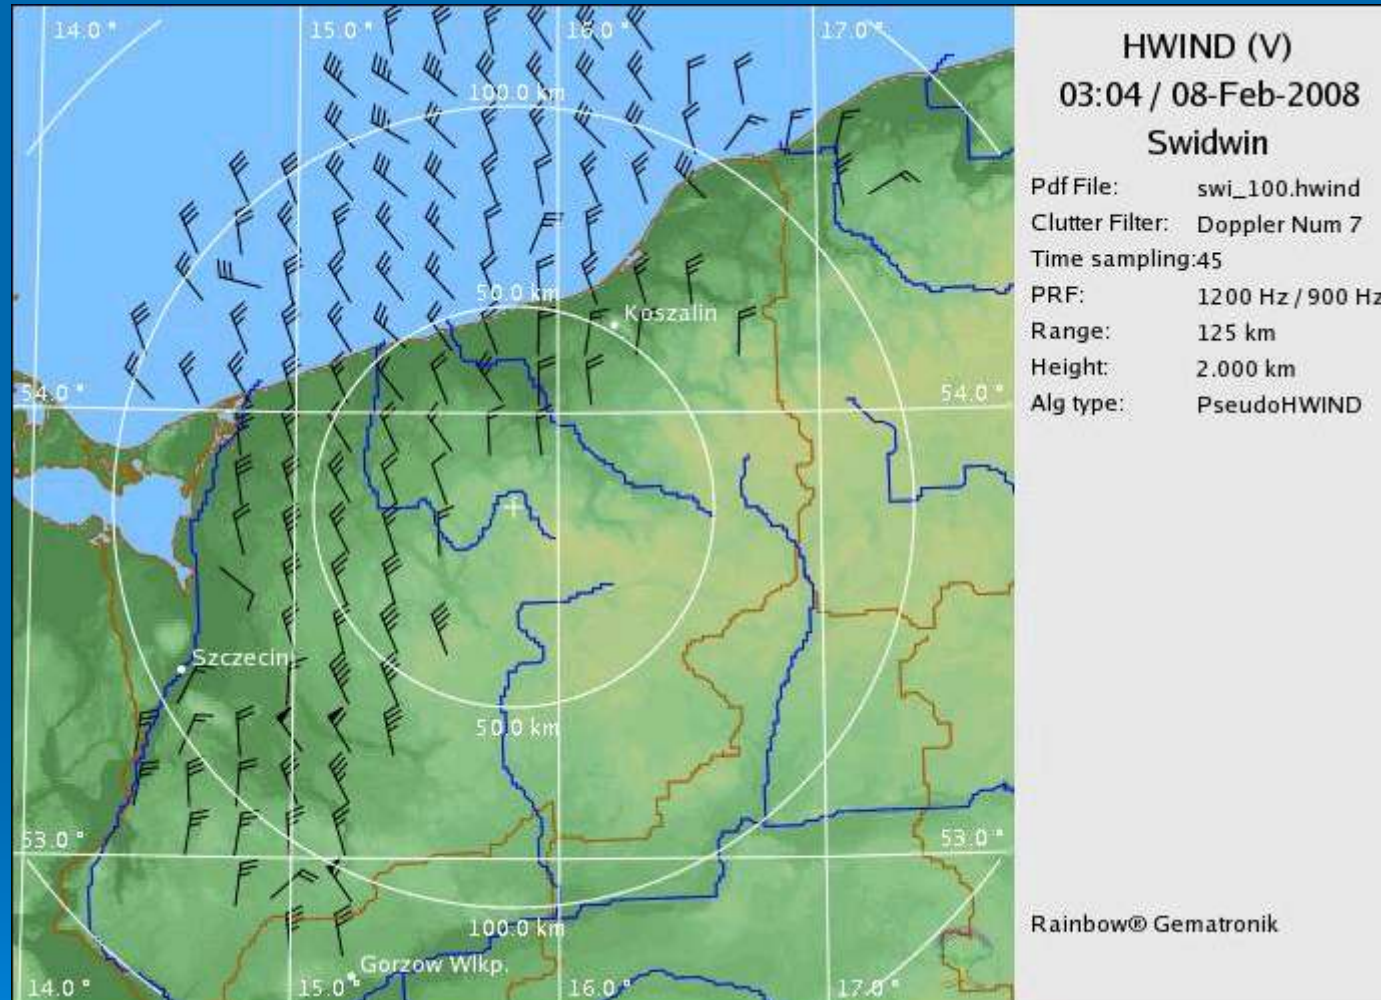 14.0 °
15.0 °
16.0 °
17.0 °
100.0 km
50.0 km
Koszalin
54.0 °
54.0 °
Szczecin
50.0 km
53.0 °
53.0 °
100.0 km
Gorzow Wlkp.
14.0 °
15.0 °
16.0 °
17.0 °
HWIND (V)
03:04 / 08-Feb-2008
Swidwin
Pdf File: swi_100.hwind
Clutter Filter: Doppler Num 7
Time sampling:45
PRF: 1200 Hz / 900 Hz
Range: 125 km
Height: 2.000 km
Alg type: PseudoHWIND
Rainbow® Gematronik